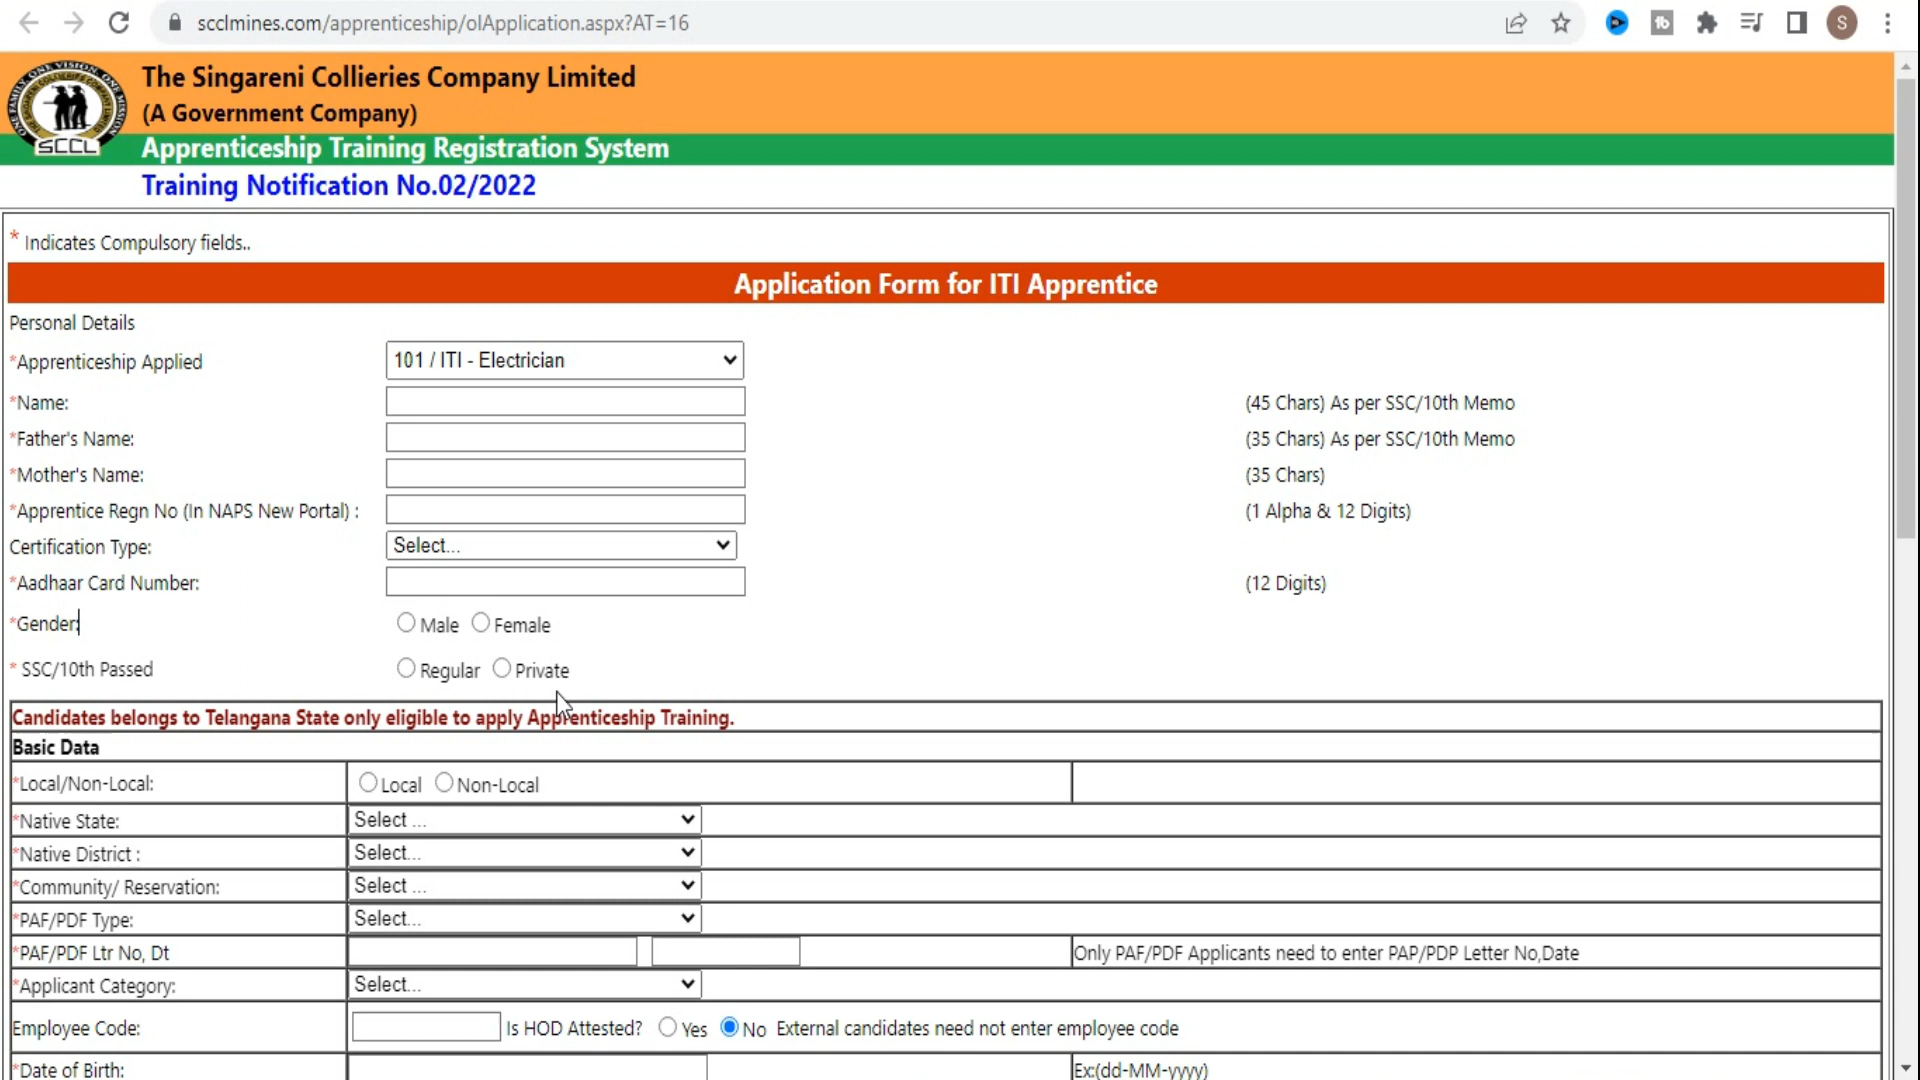 scclmines.com/apprenticeship/olApplication.aspx?AT=16
S
The Singareni Collieries Company Limited
(A Government Company)
SCCL
Apprenticeship Training Registration System
Training Notification No.02/2022
* Indicates Compulsory fields..
Application Form for ITI Apprentice
Personal Details
*Apprenticeship Applied 101 / ITI - Electrician
*Name: (45 Chars) As per SSC/10th Memo
*Father's Name: (35 Chars) As per SSC/10th Memo
*Mother's Name: (35 Chars)
*Apprentice Regn No (In NAPS New Portal) : (1 Alpha & 12 Digits)
Certification Type: Select...
*Aadhaar Card Number: (12 Digits)
*Gender: Male Female
* SSC/10th Passed Regular Private
Candidates belongs to Telangana State only eligible to apply Apprenticeship Training.
Basic Data
*Local/Non-Local: Local Non-Local
*Native State: Select ...
*Native District : Select...
*Community/ Reservation: Select ...
*PAF/PDF Type: Select...
*PAF/PDF Ltr No, Dt Only PAF/PDF Applicants need to enter PAP/PDP Letter No,Date
*Applicant Category: Select...
Employee Code: Is HOD Attested? Yes No External candidates need not enter employee code
*Date of Birth: Ex:(dd-MM-yyyy)